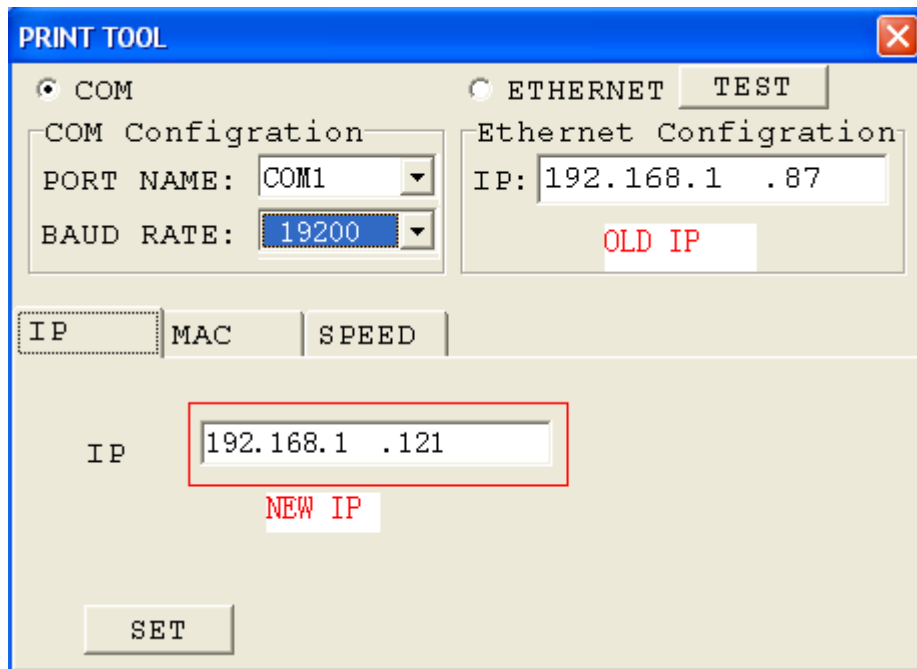 PRINT TOOL
COM
ETHERNET TEST
COM Configration
Ethernet Configration
PORT NAME: COM1
IP: 192.168.1 .87
BAUD RATE: 19200
OLD IP
IP MAC SPEED
IP 192.168.1 .121
NEW IP
SET